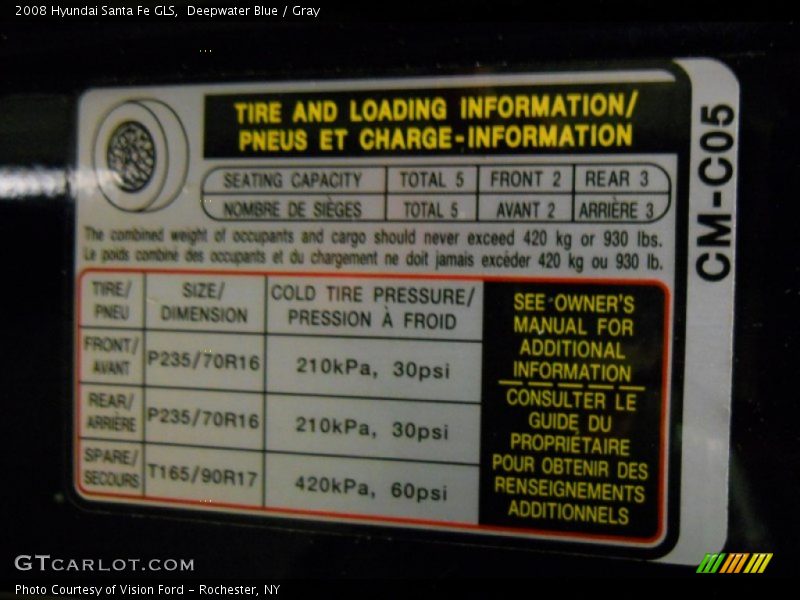 2008 Hyundai Santa Fe GLS,  Deepwater Blue / Gray
TIRE AND LOADING INFORMATION/
PNEUS ET CHARGE-INFORMATION
SEATING CAPACITY TOTAL 5 FRONT 2 REAR 3
NOMBRE DE SIÈGES TOTAL 5 AVANT 2 ARRIÈRE 3
The combined weight of occupants and cargo should never exceed 420 kg or 930 lbs.
Le poids combiné des occupants et du chargement ne doit jamais excéder 420 kg ou 930 lb.
TIRE/
PNEU
SIZE/
DIMENSION
COLD TIRE PRESSURE/
PRESSION À FROID
FRONT/
AVANT
P235/70R16
210kPa, 30psi
REAR/
ARRIÈRE
P235/70R16
210kPa, 30psi
SPARE/
SECOURS
T165/90R17
420kPa, 60psi
SEE OWNER'S
MANUAL FOR
ADDITIONAL
INFORMATION
CONSULTER LE
GUIDE DU
PROPRIÉTAIRE
POUR OBTENIR DES
RENSEIGNEMENTS
ADDITIONNELS
CM-C05
GTCARLOT.COM
Photo Courtesy of Vision Ford - Rochester, NY